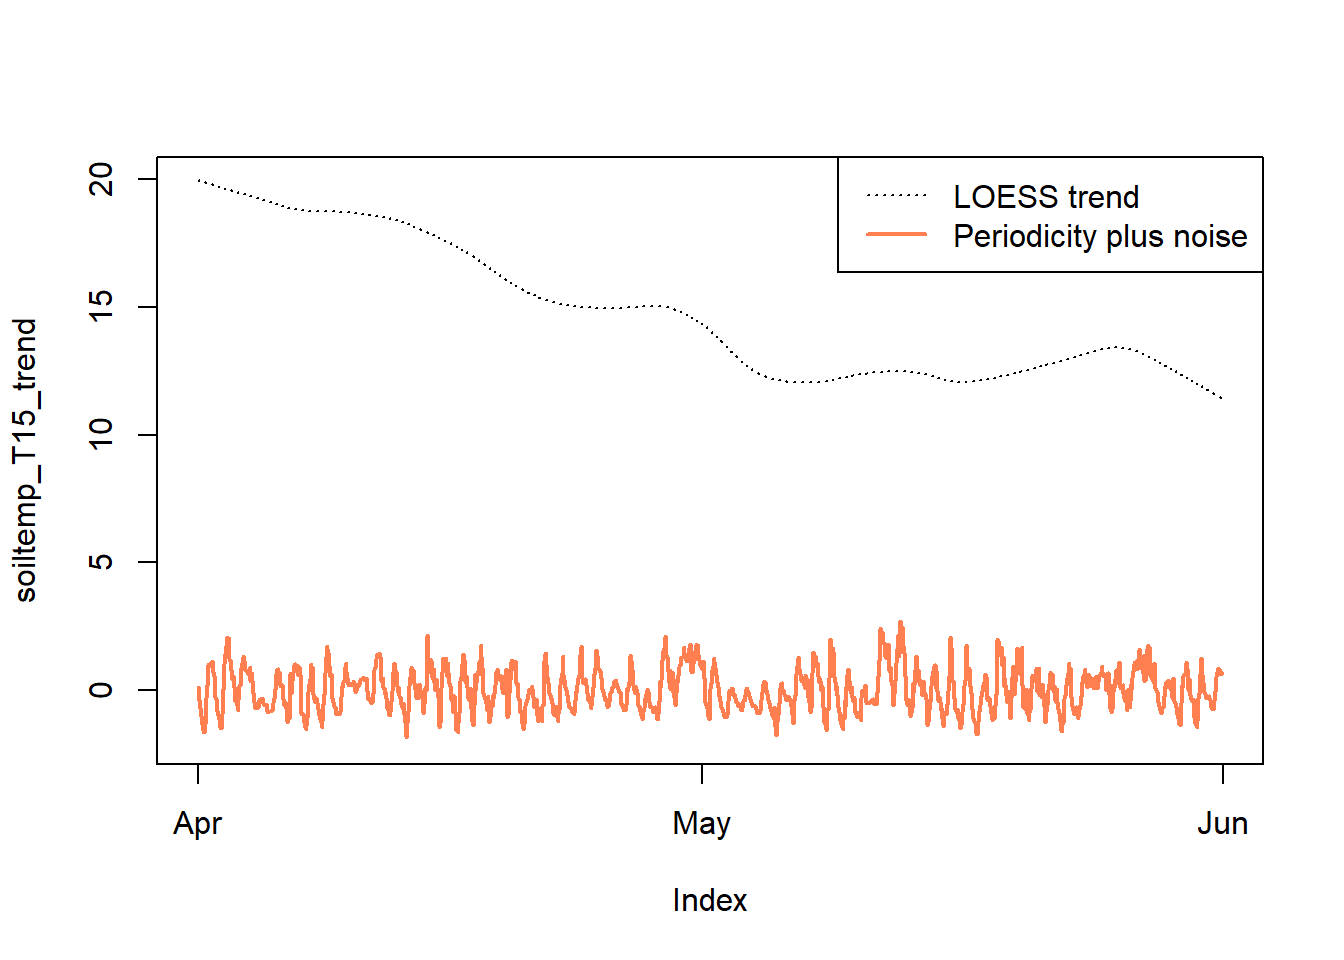 LOESS trend
Periodicity plus noise
soiltemp_T15_trend
20
15
10
5
0
Apr
May
Jun
Index